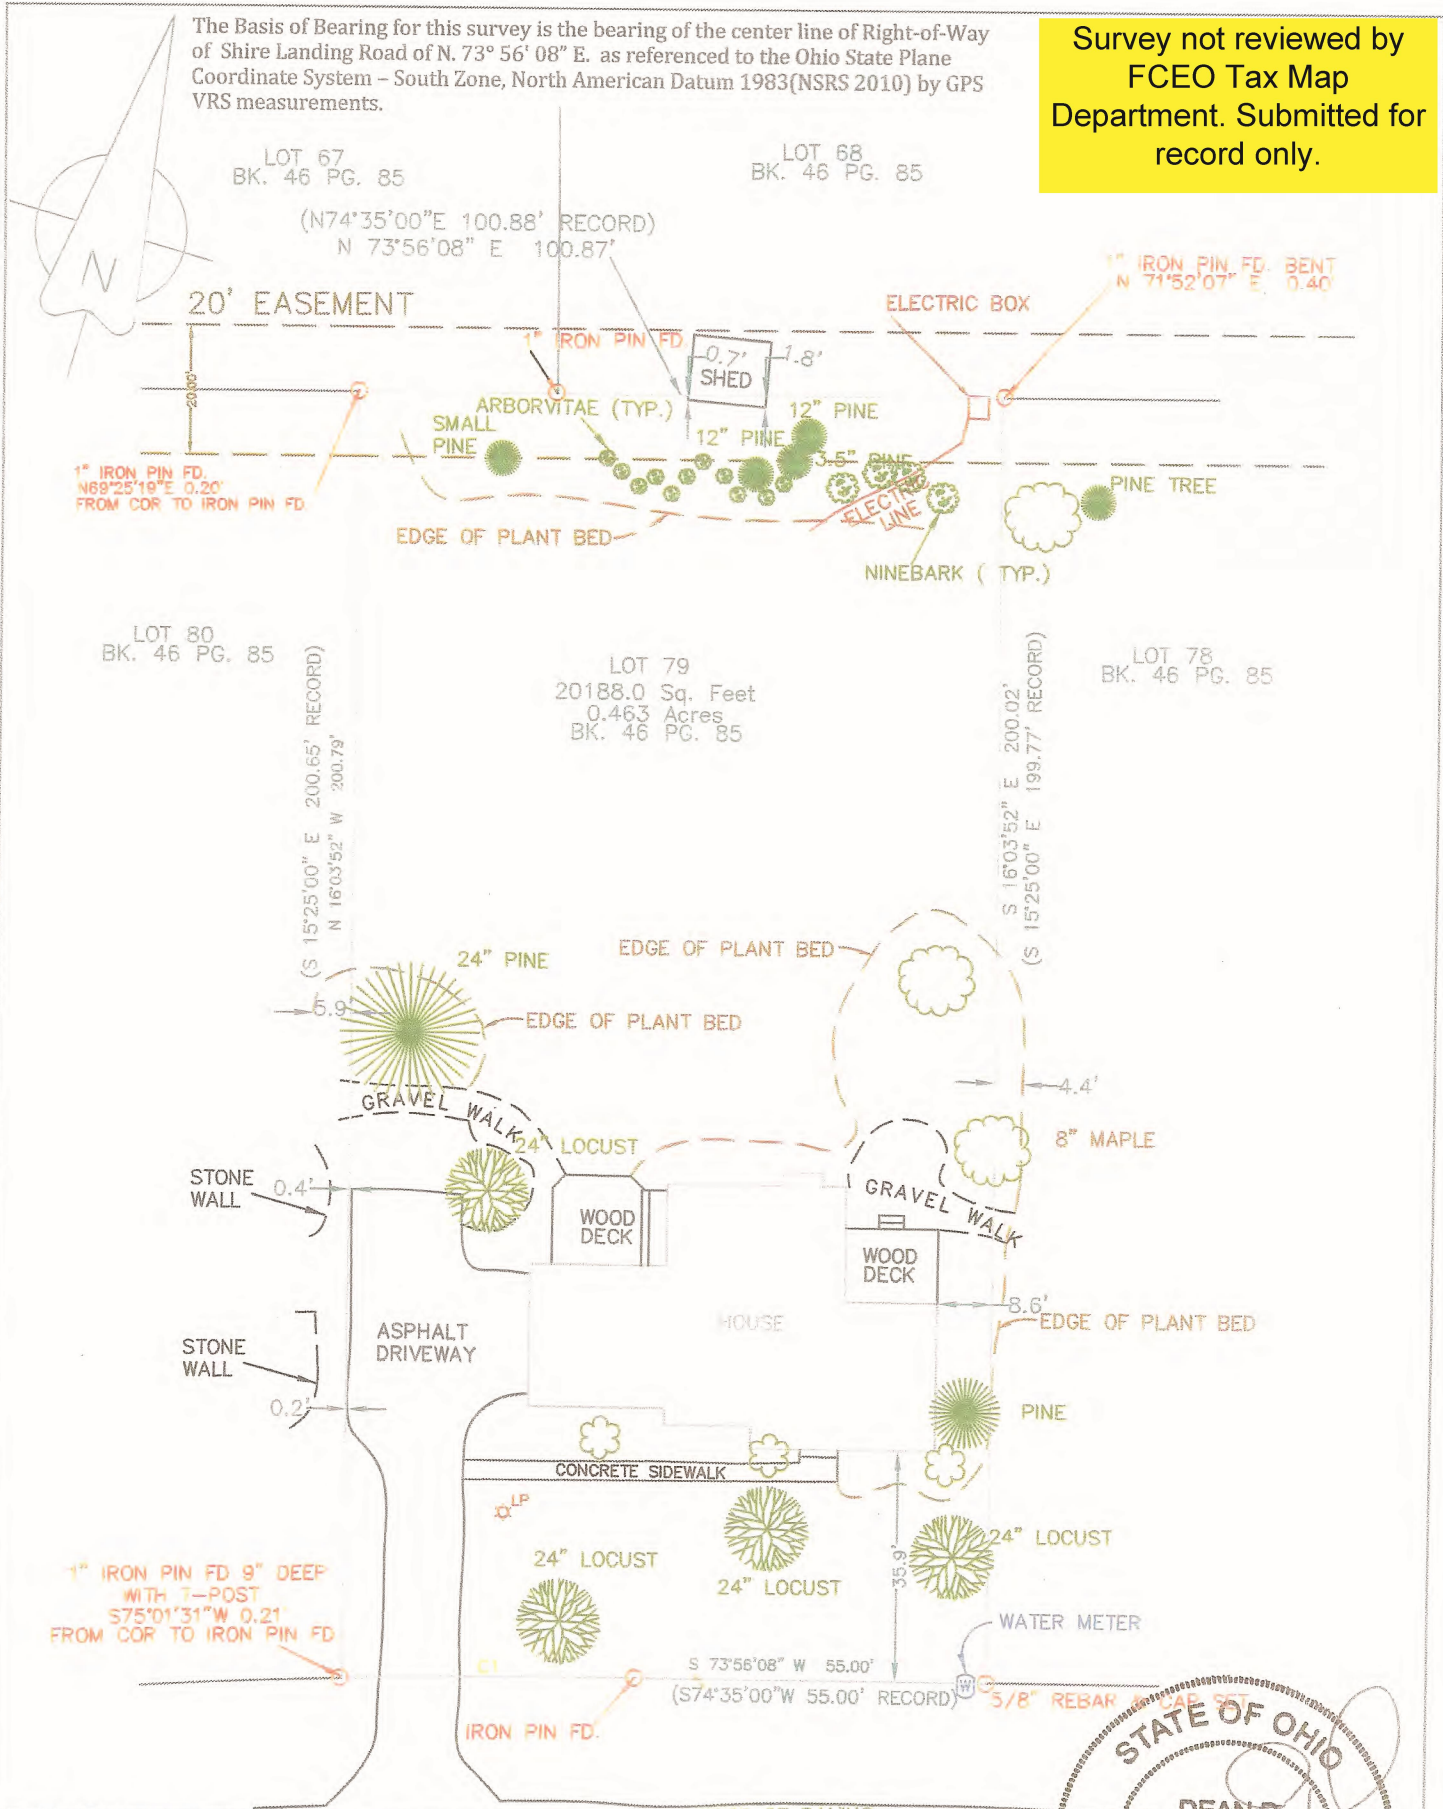 The Basis of Bearing for this survey is the bearing of the center line of Right-of-Way
of Shire Landing Road of N. 73° 56' 08" E. as referenced to the Ohio State Plane
Coordinate System – South Zone, North American Datum 1983(NSRS 2010) by GPS
VRS measurements.
Survey not reviewed by
FCEO Tax Map
Department. Submitted for
record only.
LOT 67
BK. 46 PG. 85
LOT 68
BK. 46 PG. 85
(N74°35'00"E 100.88' RECORD)
N 73°56'08" E 100.87'
N
1" IRON PIN FD. BENT
N 71°52'07" E 0.40'
20' EASEMENT
ELECTRIC BOX
1" IRON PIN FD.
0.7'
1.8'
SHED
20.00'
ARBORVITAE (TYP.)
12" PINE
SMALL
PINE
12" PINE
3.5" PINE
1" IRON PIN FD.
N69°25'19"E 0.20'
FROM COR TO IRON PIN FD.
PINE TREE
ELECTRIC
LINE
EDGE OF PLANT BED
NINEBARK ( TYP.)
LOT 80
BK. 46 PG. 85
LOT 79
20188.0 Sq. Feet
0.463 Acres
BK. 46 PG. 85
LOT 78
BK. 46 PG. 85
(S 15°25'00" E 200.65' RECORD)
N 16°03'52" W 200.79'
S 16°03'52" E 200.02'
(S 15°25'00" E 199.77' RECORD)
24" PINE
EDGE OF PLANT BED
5.9'
EDGE OF PLANT BED
4.4'
GRAVEL WALK
24" LOCUST
8" MAPLE
STONE
WALL
0.4'
WOOD
DECK
GRAVEL WALK
WOOD
DECK
8.6'
HOUSE
EDGE OF PLANT BED
ASPHALT
DRIVEWAY
STONE
WALL
0.2'
PINE
CONCRETE SIDEWALK
LP
24" LOCUST
24" LOCUST
24" LOCUST
35.9'
1" IRON PIN FD 9" DEEP
WITH T-POST
S75°01'31"W 0.21'
FROM COR TO IRON PIN FD
WATER METER
C1
S 73°56'08" W 55.00'
(S74°35'00"W 55.00' RECORD)
W
5/8" REBAR & CAP SET
IRON PIN FD.
STATE OF OHIO